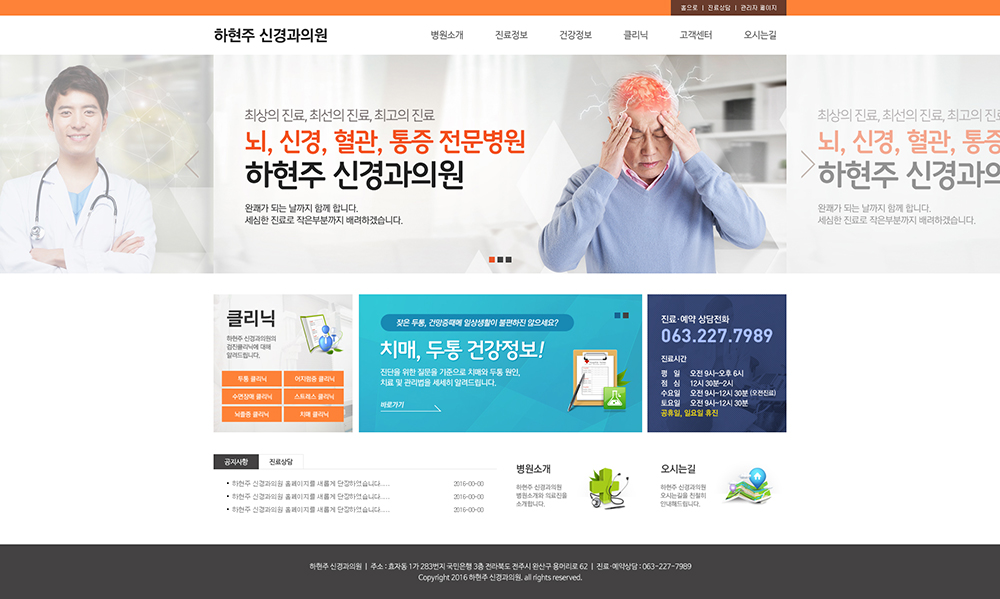 홈으로 | 진료상담 | 관리자 페이지
하현주 신경과의원
병원소개 진료정보 건강정보 클리닉 고객센터 오시는길
최상의 진료, 최선의 진료, 최고의 진료
뇌, 신경, 혈관, 통증 전문병원
하현주 신경과의원
완쾌가 되는 날까지 함께 합니다.
세심한 진료로 작은부분까지 배려하겠습니다.
최상의 진료, 최선의 진료, 최고의 진
뇌, 신경, 혈관, 통증
하현주 신경과의
완쾌가 되는 날까지 함께 합니다.
세심한 진료로 작은부분까지 배려하겠습니다.
클리닉
하현주 신경과의원의
검진클리닉에 대해
알려드립니다.
두통 클리닉 어지럼증 클리닉
수면장애 클리닉 스트레스 클리닉
뇌졸중 클리닉 치매 클리닉
잦은 두통, 건망증때문에 일상생활이 불편하진 않으세요?
치매, 두통 건강정보!
진단을 위한 질문을 기준으로 치매와 두통 원인,
치료 및 관리법을 세세히 알려드립니다.
바로가기
진료·예약 상담전화
063.227.7989
진료시간
평 일 오전 9시~오후 6시
점 심 12시 30분~2시
수요일 오전 9시~12시 30분 (오전진료)
토요일 오전 9시~12시 30분
공휴일, 일요일 휴진
공지사항 진료상담
• 하현주 신경과의원 홈페이지를 새롭게 단장하였습니다..... 2016-00-00
• 하현주 신경과의원 홈페이지를 새롭게 단장하였습니다..... 2016-00-00
• 하현주 신경과의원 홈페이지를 새롭게 단장하였습니다..... 2016-00-00
병원소개
하현주 신경과의원
병원소개와 의료진을
소개합니다.
오시는길
하현주 신경과의원
오시는길을 친절히
안내해드립니다.
하현주 신경과의원 | 주소 : 효자동 1가 283번지 국민은행 3층 전라북도 전주시 완산구 용머리로 62 | 진료·예약상담 : 063-227-7989
Copyright 2016 하현주 신경과의원. all rights reserved.